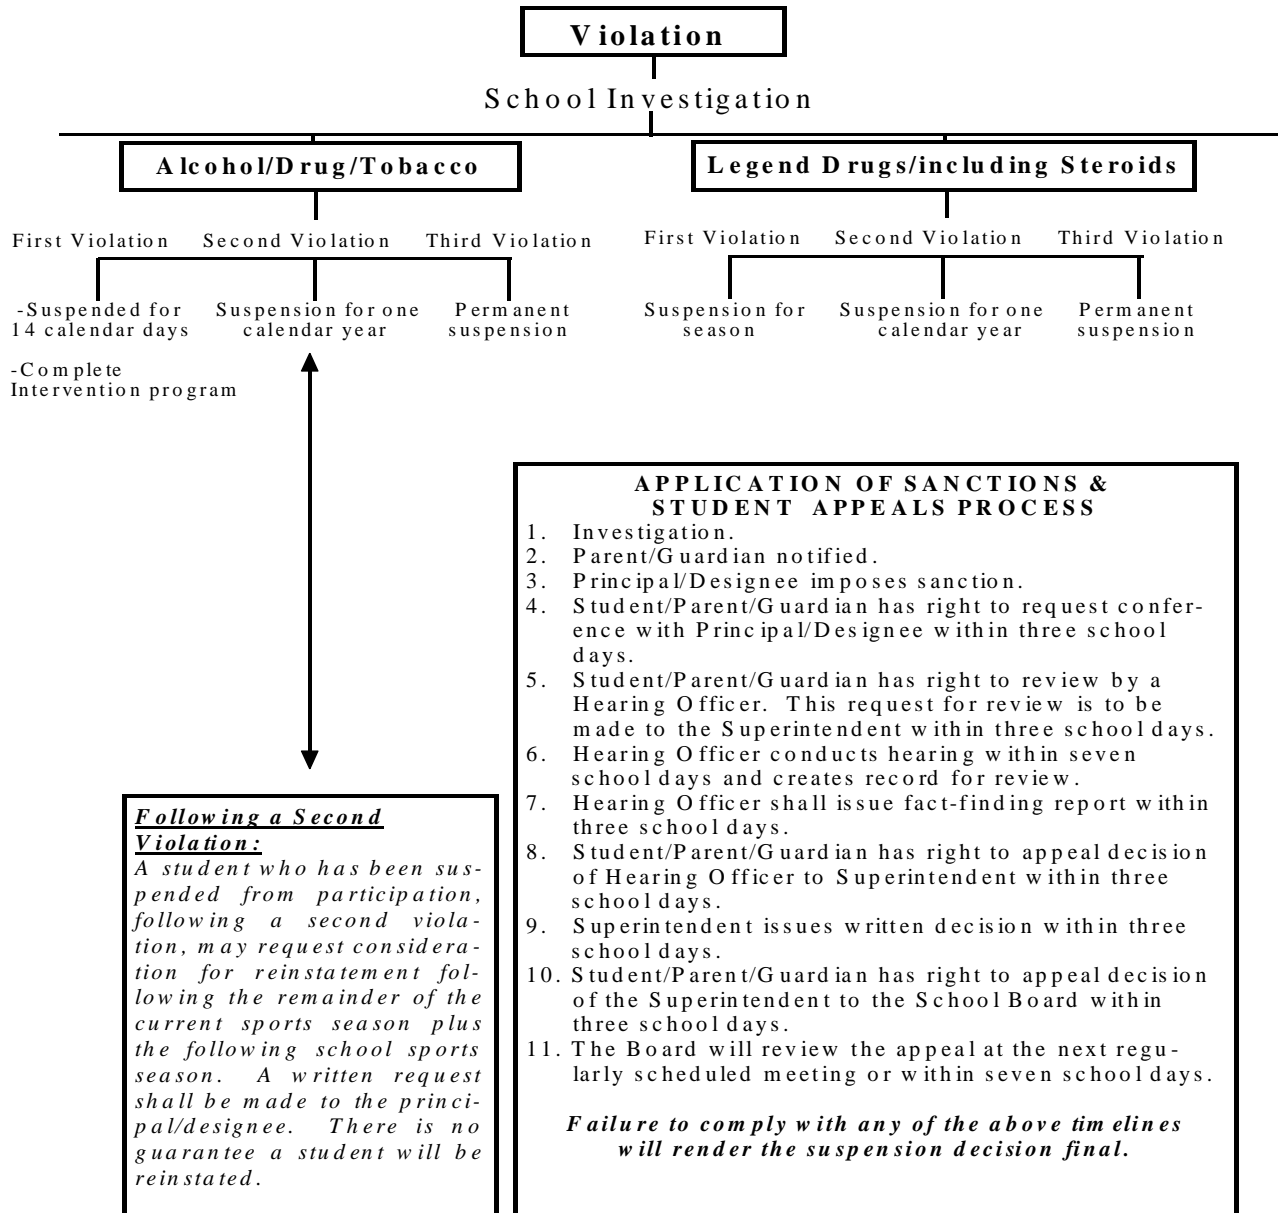 Violation
School Investigation
Alcohol/Drug/Tobacco
Legend Drugs/including Steroids
First Violation Second Violation Third Violation
First Violation Second Violation Third Violation
-Suspended for
14 calendar days
-Complete
Intervention program
Suspension for one
calendar year
Permanent
suspension
Suspension for
season
Suspension for one
calendar year
Permanent
suspension
Following a Second
Violation:
A student who has been sus-
pended from participation,
following a second viola-
tion, may request considera-
tion for reinstatement fol-
lowing the remainder of the
current sports season plus
the following school sports
season. A written request
shall be made to the princi-
pal/designee. There is no
guarantee a student will be
reinstated.
APPLICATION OF SANCTIONS &
STUDENT APPEALS PROCESS
1. Investigation.
2. Parent/Guardian notified.
3. Principal/Designee imposes sanction.
4. Student/Parent/Guardian has right to request confer-
ence with Principal/Designee within three school
days.
5. Student/Parent/Guardian has right to review by a
Hearing Officer. This request for review is to be
made to the Superintendent within three school days.
6. Hearing Officer conducts hearing within seven
school days and creates record for review.
7. Hearing Officer shall issue fact-finding report within
three school days.
8. Student/Parent/Guardian has right to appeal decision
of Hearing Officer to Superintendent within three
school days.
9. Superintendent issues written decision within three
school days.
10. Student/Parent/Guardian has right to appeal decision
of the Superintendent to the School Board within
three school days.
11. The Board will review the appeal at the next regu-
larly scheduled meeting or within seven school days.
Failure to comply with any of the above timelines
will render the suspension decision final.